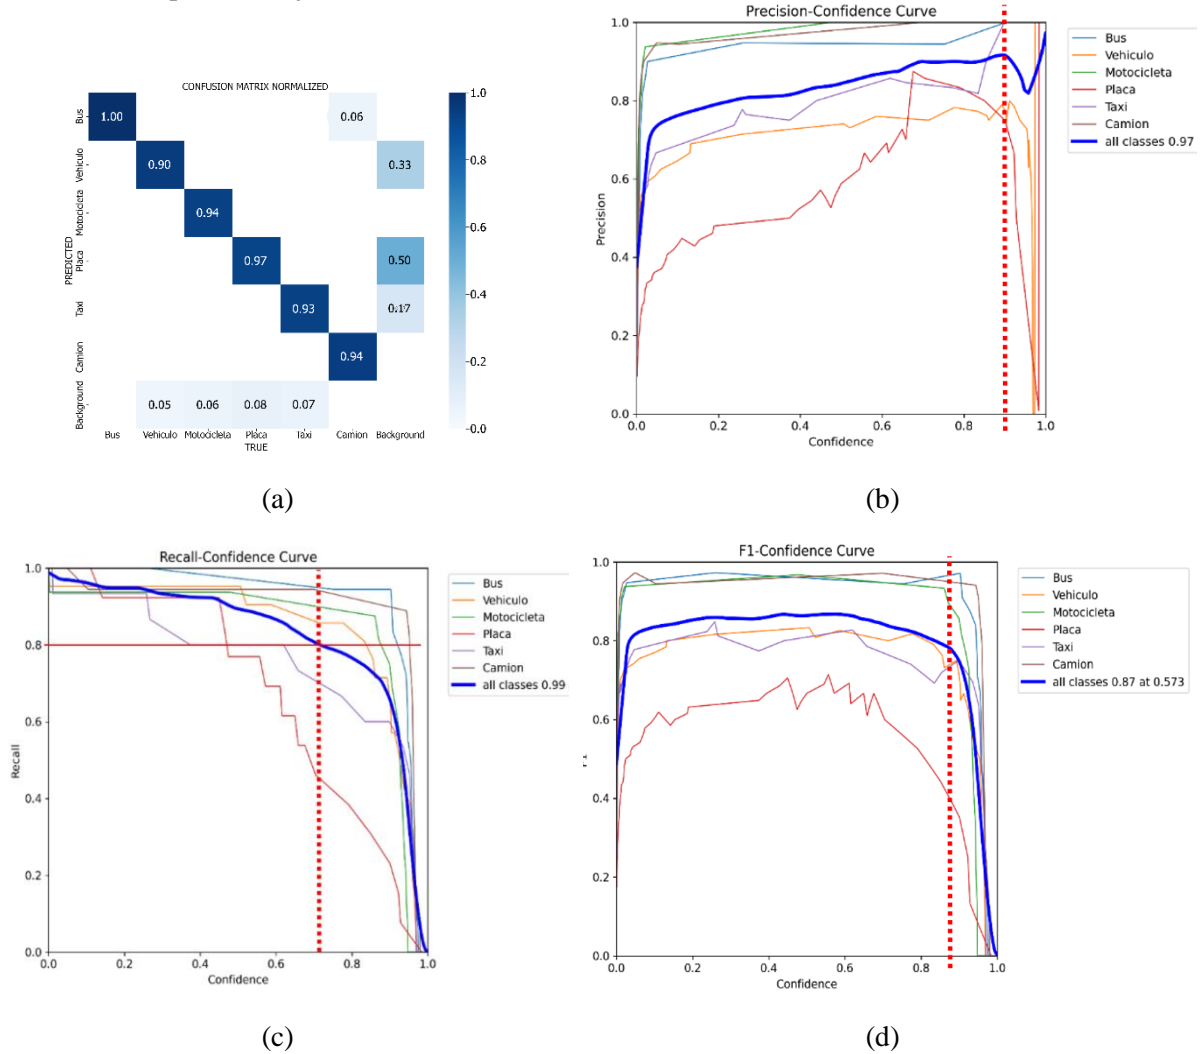 CONFUSION MATRIX NORMALIZED
PREDICTED
Bus
Vehiculo
Motocicleta
Placa
Taxi
Camion
Background
1.00 0.06
0.90 0.33
0.94
0.97 0.50
0.93 0.17
0.94
0.05 0.06 0.08 0.07
Bus Vehiculo Motocicleta Placa Taxi Camion Background
TRUE
1.0
0.8
0.6
0.4
0.2
0.0
(a)
Precision-Confidence Curve
Precision
1.0
0.8
0.6
0.4
0.2
0.0
0.0 0.2 0.4 0.6 0.8 1.0
Confidence
Bus
Vehiculo
Motocicleta
Placa
Taxi
Camion
all classes 0.97
(b)
Recall-Confidence Curve
Recall
1.0
0.8
0.6
0.4
0.2
0.0
0.0 0.2 0.4 0.6 0.8 1.0
Confidence
Bus
Vehiculo
Motocicleta
Placa
Taxi
Camion
all classes 0.99
(c)
F1-Confidence Curve
1.0
0.8
0.6
0.4
0.2
0.0
0.0 0.2 0.4 0.6 0.8 1.0
Confidence
Bus
Vehiculo
Motocicleta
Placa
Taxi
Camion
all classes 0.87 at 0.573
(d)